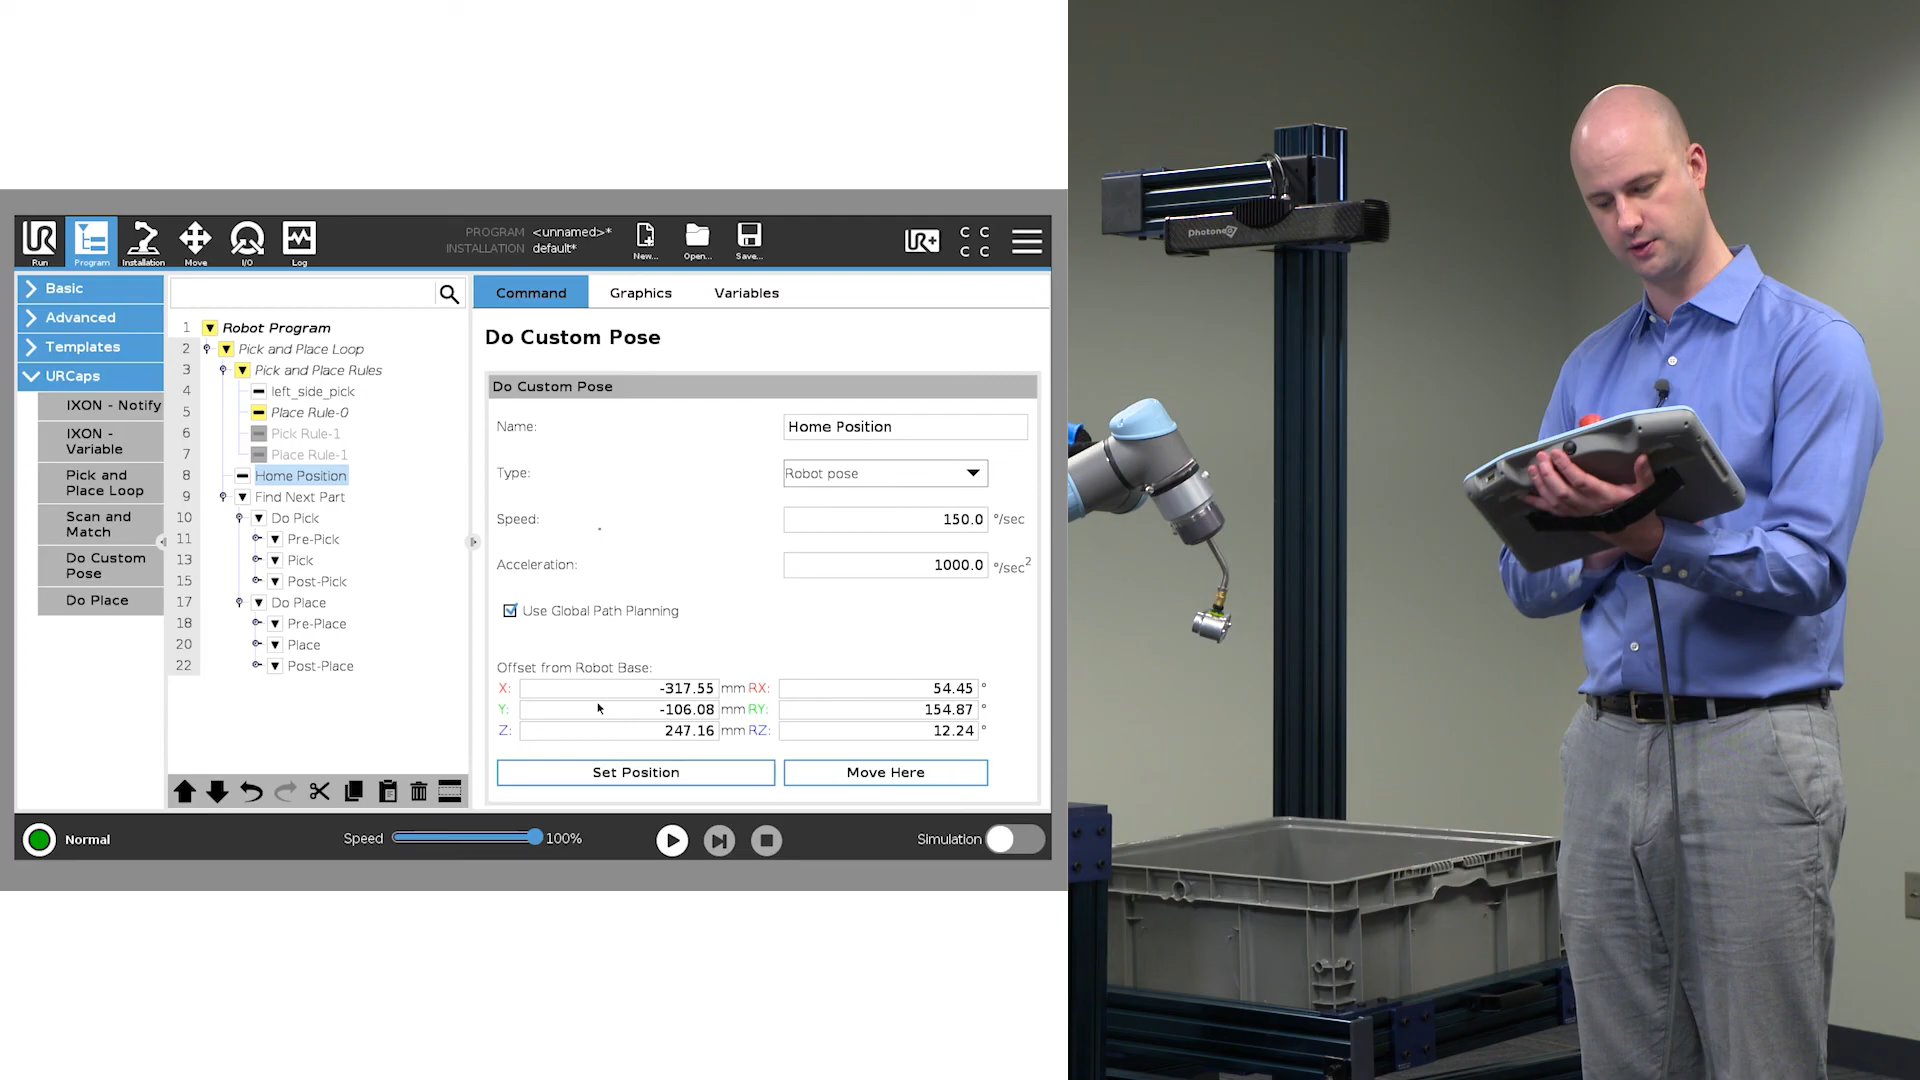 PROGRAM <unnamed>*
INSTALLATION default*
UR
Run
Program
Installation
Move
I/O
Log
New...
Open...
Save...
UR+
C C
C C
Basic
Advanced
Templates
URCaps
IXON - Notify
IXON -
Variable
Pick and
Place Loop
Scan and
Match
Do Custom
Pose
Do Place
1 Robot Program
2 Pick and Place Loop
3 Pick and Place Rules
4 left_side_pick
5 Place Rule-0
6 Pick Rule-1
7 Place Rule-1
8 Home Position
9 Find Next Part
10 Do Pick
11 Pre-Pick
13 Pick
15 Post-Pick
17 Do Place
18 Pre-Place
20 Place
22 Post-Place
Command Graphics Variables
Do Custom Pose
Do Custom Pose
Name: Home Position
Type: Robot pose
Speed: 150.0 °/sec
Acceleration: 1000.0 °/sec2
Use Global Path Planning
Offset from Robot Base:
X: -317.55 mm RX: 54.45 °
Y: -106.08 mm RY: 154.87 °
Z: 247.16 mm RZ: 12.24 °
Set Position Move Here
Normal
Speed 100%
Simulation
Photoneo